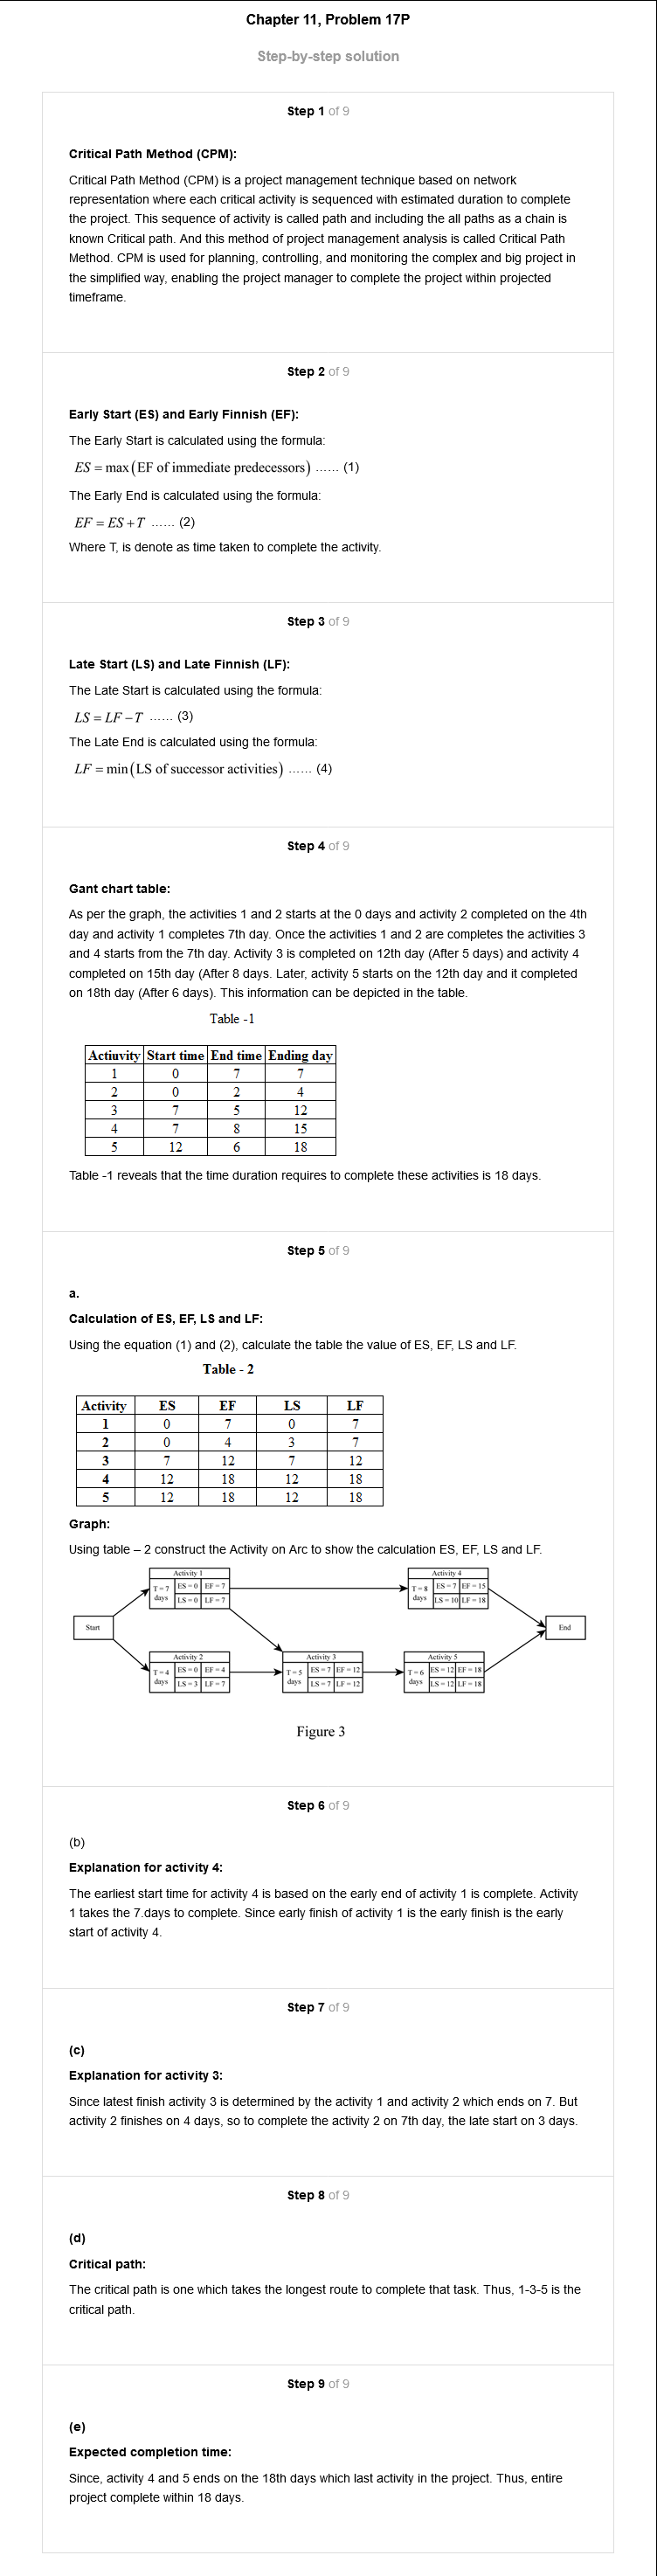 Chapter 11, Problem 17P
Step-by-step solution
Step 1 of 9
Critical Path Method (CPM):
Critical Path Method (CPM) is a project management technique based on network
representation where each critical activity is sequenced with estimated duration to complete
the project. This sequence of activity is called path and including the all paths as a chain is
known Critical path. And this method of project management analysis is called Critical Path
Method. CPM is used for planning, controlling, and monitoring the complex and big project in
the simplified way, enabling the project manager to complete the project within projected
timeframe.
Step 2 of 9
Early Start (ES) and Early Finnish (EF):
The Early Start is calculated using the formula:
ES = max(EF of immediate predecessors) ...... (1)
The Early End is calculated using the formula:
EF = ES + T ...... (2)
Where T, is denote as time taken to complete the activity.
Step 3 of 9
Late Start (LS) and Late Finnish (LF):
The Late Start is calculated using the formula:
LS = LF − T ...... (3)
The Late End is calculated using the formula:
LF = min(LS of successor activities) ...... (4)
Step 4 of 9
Gant chart table:
As per the graph, the activities 1 and 2 starts at the 0 days and activity 2 completed on the 4th
day and activity 1 completes 7th day. Once the activities 1 and 2 are completes the activities 3
and 4 starts from the 7th day. Activity 3 is completed on 12th day (After 5 days) and activity 4
completed on 15th day (After 8 days. Later, activity 5 starts on the 12th day and it completed
on 18th day (After 6 days). This information can be depicted in the table.
Table -1
Actiuvity Start time End time Ending day
1 0 7 7
2 0 2 4
3 7 5 12
4 7 8 15
5 12 6 18
Table -1 reveals that the time duration requires to complete these activities is 18 days.
Step 5 of 9
a.
Calculation of ES, EF, LS and LF:
Using the equation (1) and (2), calculate the table the value of ES, EF, LS and LF.
Table - 2
Activity ES EF LS LF
1 0 7 0 7
2 0 4 3 7
3 7 12 7 12
4 12 18 12 18
5 12 18 12 18
Graph:
Using table – 2 construct the Activity on Arc to show the calculation ES, EF, LS and LF.
Activity 1
T = 7 days ES = 0 EF = 7
LS = 0 LF = 7
Activity 4
T = 8 days ES = 7 EF = 15
LS = 10 LF = 18
Start
End
Activity 2
T = 4 days ES = 0 EF = 4
LS = 3 LF = 7
Activity 3
T = 5 days ES = 7 EF = 12
LS = 7 LF = 12
Activity 5
T = 6 days ES = 12 EF = 18
LS = 12 LF = 18
Figure 3
Step 6 of 9
(b)
Explanation for activity 4:
The earliest start time for activity 4 is based on the early end of activity 1 is complete. Activity
1 takes the 7.days to complete. Since early finish of activity 1 is the early finish is the early
start of activity 4.
Step 7 of 9
(c)
Explanation for activity 3:
Since latest finish activity 3 is determined by the activity 1 and activity 2 which ends on 7. But
activity 2 finishes on 4 days, so to complete the activity 2 on 7th day, the late start on 3 days.
Step 8 of 9
(d)
Critical path:
The critical path is one which takes the longest route to complete that task. Thus, 1-3-5 is the
critical path.
Step 9 of 9
(e)
Expected completion time:
Since, activity 4 and 5 ends on the 18th days which last activity in the project. Thus, entire
project complete within 18 days.